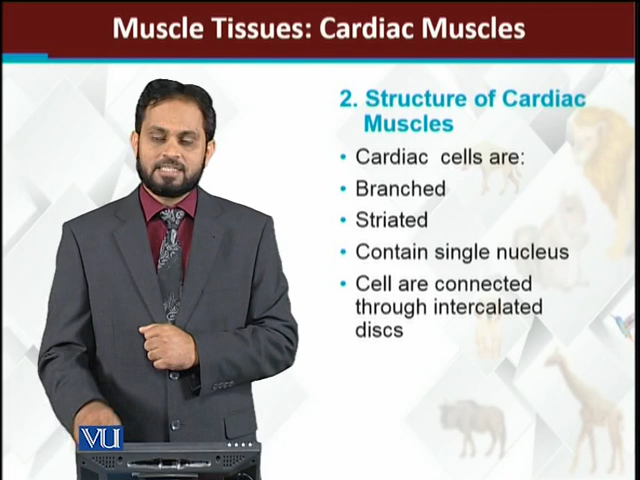 Muscle Tissues: Cardiac Muscles
2. Structure of Cardiac
Muscles
• Cardiac cells are:
• Branched
• Striated
• Contain single nucleus
• Cell are connected
through intercalated
discs
VU